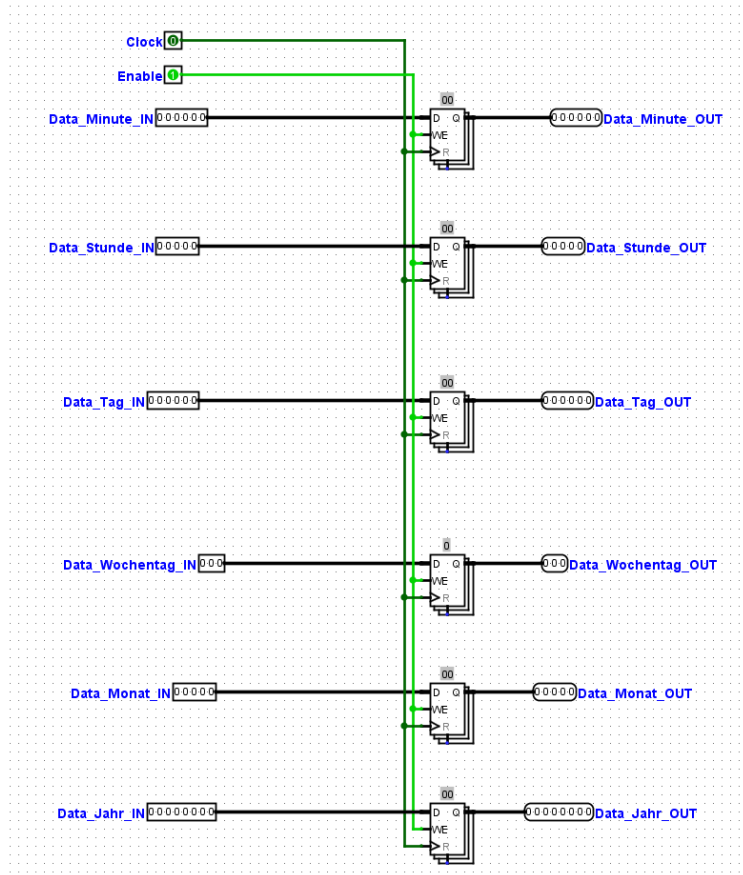 Clock 0
Enable 1
00
Data_Minute_IN 000000 D Q 000000 Data_Minute_OUT
WE
R
00
Data_Stunde_IN 00000 D Q 00000 Data_Stunde_OUT
WE
R
00
Data_Tag_IN 000000 D Q 000000 Data_Tag_OUT
WE
R
0
Data_Wochentag_IN 000 D Q 000 Data_Wochentag_OUT
WE
R
00
Data_Monat_IN 00000 D Q 00000 Data_Monat_OUT
WE
R
00
Data_Jahr_IN 00000000 D Q 00000000 Data_Jahr_OUT
WE
R